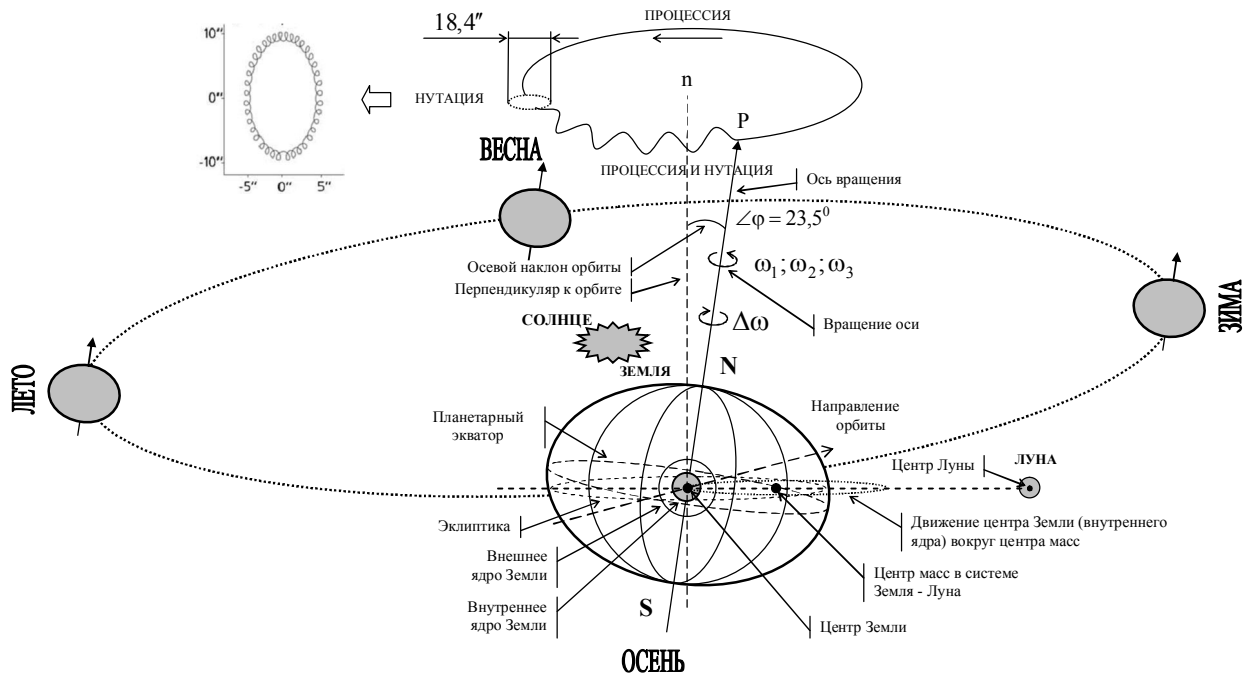 ПРОЦЕССИЯ
18,4″
10″
0″
-10″
-5″ 0″ 5″
НУТАЦИЯ
n
P
ВЕСНА
ПРОЦЕССИЯ И НУТАЦИЯ
Ось вращения
∠φ = 23,5⁰
Осевой наклон орбиты
Перпендикуляр к орбите
ω₁; ω₂; ω₃
СОЛНЦЕ
Δω
Вращение оси
ЗИМА
ЗЕМЛЯ
N
ЛЕТО
Планетарный
экватор
Направление
орбиты
Центр Луны
ЛУНА
Эклиптика
Движение центра Земли (внутреннего
ядра) вокруг центра масс
Внешнее
ядро Земли
Центр масс в системе
Земля - Луна
Внутреннее
ядро Земли
S
Центр Земли
ОСЕНЬ